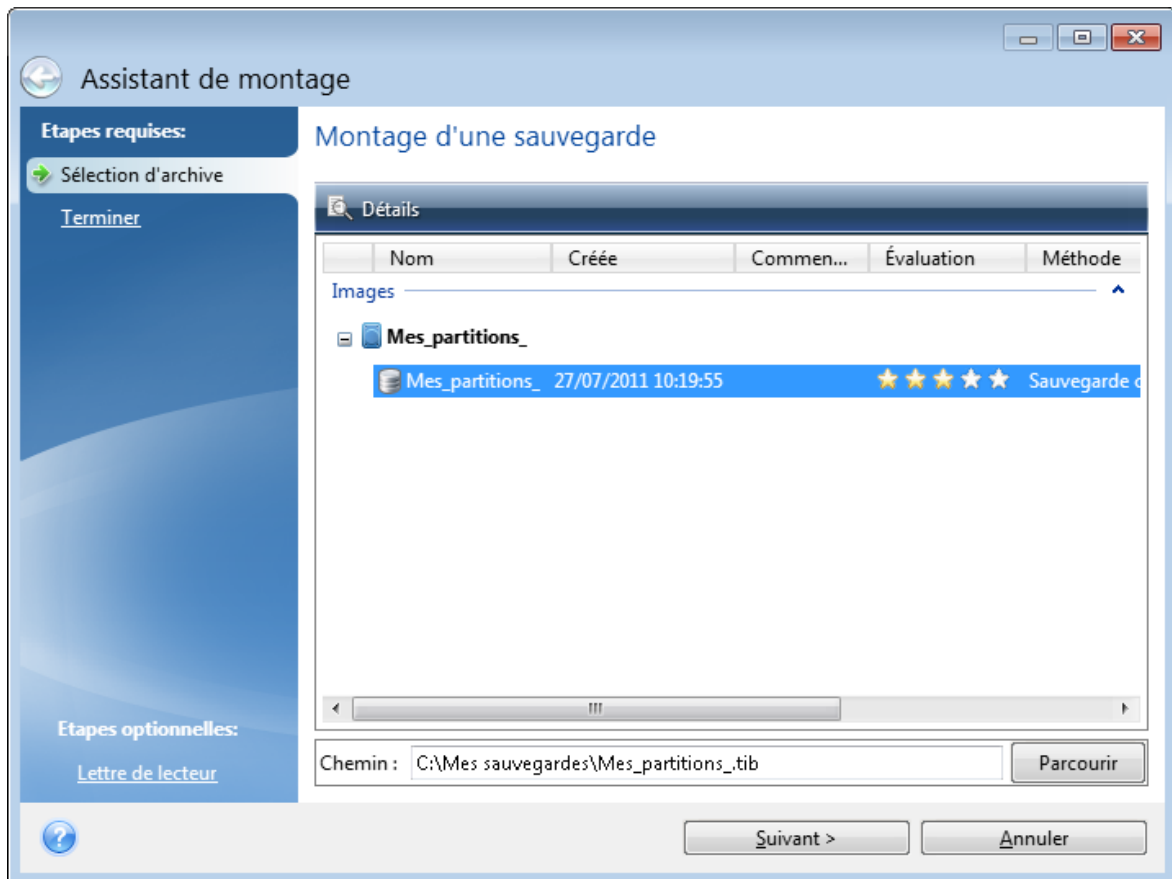 Assistant de montage
Etapes requises:
Sélection d'archive
Terminer
Montage d'une sauvegarde
Détails
Nom Créée Commen... Évaluation Méthode
Images
Mes_partitions_
Mes_partitions_ 27/07/2011 10:19:55 Sauvegarde
Etapes optionnelles:
Lettre de lecteur
Chemin : C:\Mes sauvegardes\Mes_partitions_.tib Parcourir
Suivant > Annuler